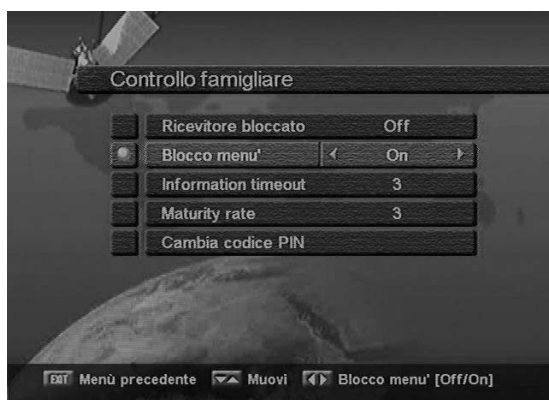 Controllo famigliare
Ricevitore bloccato Off
Blocco menu' On
Information timeout 3
Maturity rate 3
Cambia codice PIN
EXIT Menù precedente Muovi Blocco menu' [Off/On]